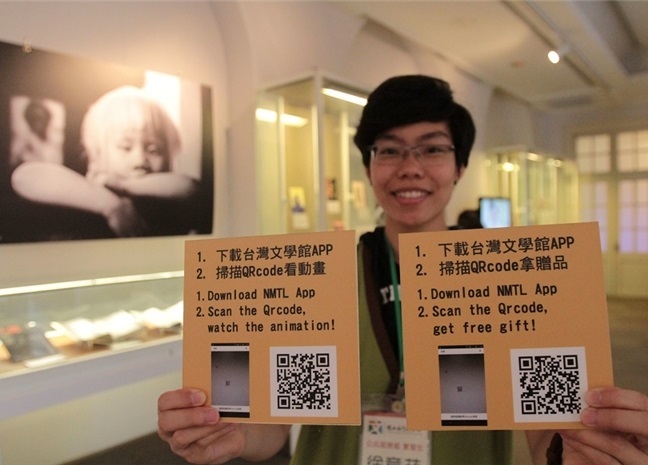 1. 下載台灣文學館APP
2. 掃描QRcode看動畫
1. Download NMTL App
2. Scan the Qrcode,
watch the animation!
1. 下載台灣文學館APP
2. 掃描QRcode拿贈品
1. Download NMTL App
2. Scan the Qrcode,
get free gift!